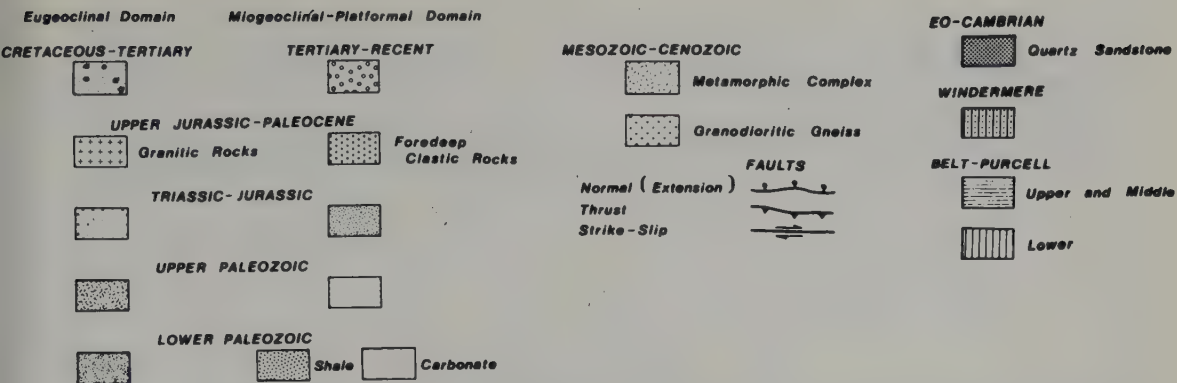 Eugeoclinal Domain Miogeoclinal-Platformal Domain
CRETACEOUS-TERTIARY TERTIARY-RECENT
UPPER JURASSIC-PALEOCENE
Granitic Rocks Foredeep
Clastic Rocks
TRIASSIC-JURASSIC
UPPER PALEOZOIC
LOWER PALEOZOIC
Shale Carbonate
MESOZOIC-CENOZOIC
Metamorphic Complex
Granodioritic Gneiss
FAULTS
Normal (Extension)
Thrust
Strike-Slip
EO-CAMBRIAN
Quartz Sandstone
WINDERMERE
BELT-PURCELL
Upper and Middle
Lower